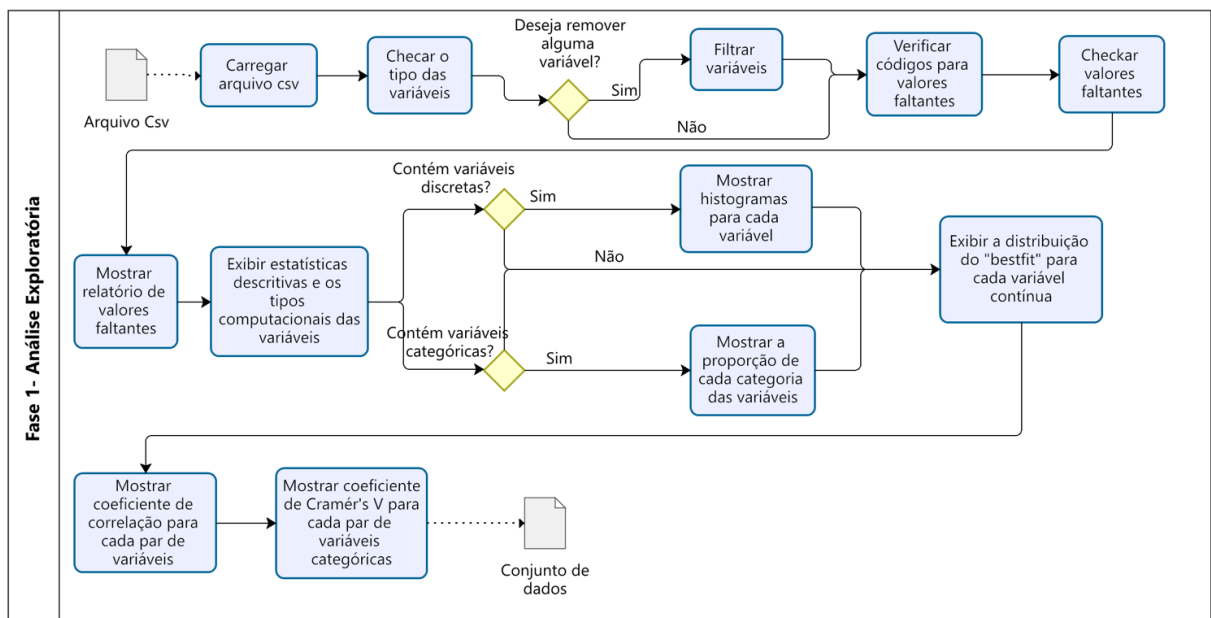 Fase 1- Análise Exploratória
Arquivo Csv
Carregar
arquivo csv
Checar o
tipo das
variáveis
Deseja remover
alguma
variável?
Sim
Não
Filtrar
variáveis
Verificar
códigos para
valores
faltantes
Checkar
valores
faltantes
Mostrar
relatório de
valores
faltantes
Exibir estatísticas
descritivas e os
tipos
computacionais das
variáveis
Contém variáveis
discretas?
Sim
Não
Mostrar
histogramas
para cada
variável
Contém variáveis
categóricas?
Sim
Mostrar a
proporção de
cada categoria
das variáveis
Exibir a distribuição
do "bestfit" para
cada variável
contínua
Mostrar
coeficiente de
correlação para
cada par de
variáveis
Mostrar coeficiente
de Cramér's V para
cada par de
variáveis
categóricas
Conjunto de
dados